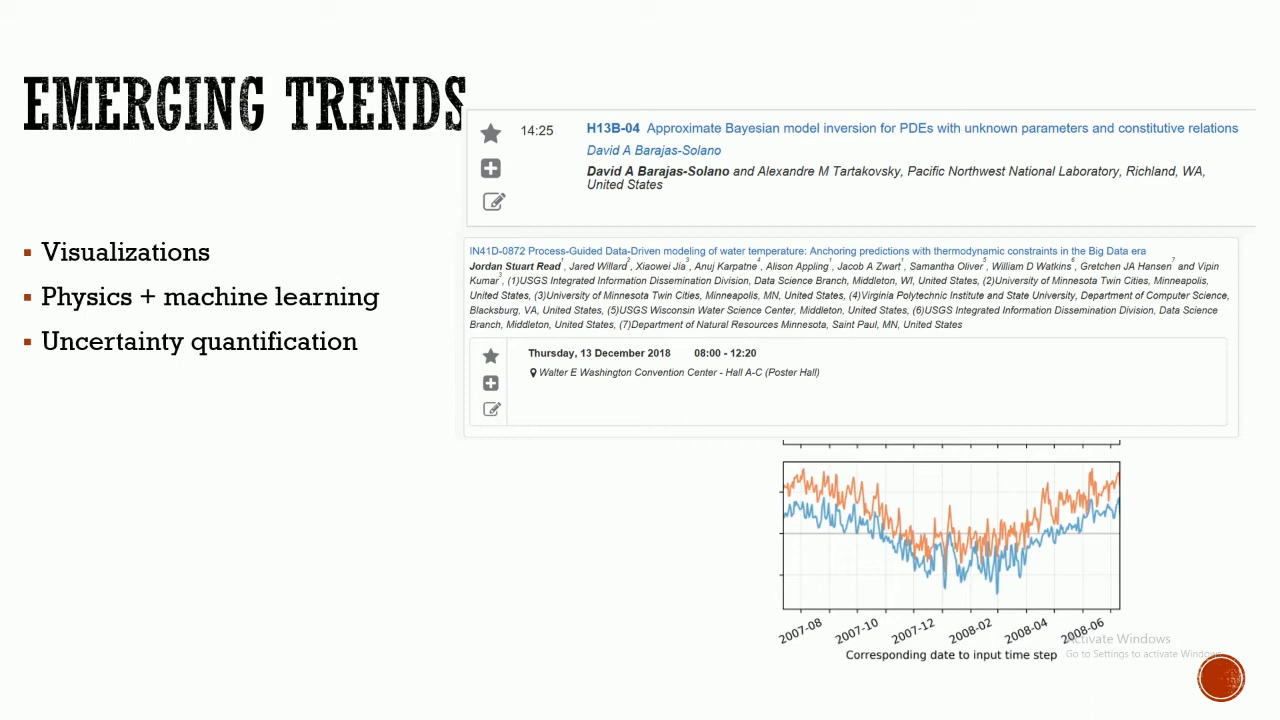 EMERGING TRENDS
14:25
H13B-04 Approximate Bayesian model inversion for PDEs with unknown parameters and constitutive relations
David A Barajas-Solano
David A Barajas-Solano and Alexandre M Tartakovsky, Pacific Northwest National Laboratory, Richland, WA,
United States
Visualizations
Physics + machine learning
Uncertainty quantification
IN41D-0872 Process-Guided Data-Driven modeling of water temperature: Anchoring predictions with thermodynamic constraints in the Big Data era
Jordan Stuart Read1, Jared Willard2, Xiaowei Jia3, Anuj Karpatne4, Alison Appling1, Jacob A Zwart1, Samantha Oliver5, William D Watkins6, Gretchen JA Hansen7 and Vipin
Kumar3, (1)USGS Integrated Information Dissemination Division, Data Science Branch, Middleton, WI, United States, (2)University of Minnesota Twin Cities, Minneapolis,
United States, (3)University of Minnesota Twin Cities, Minneapolis, MN, United States, (4)Virginia Polytechnic Institute and State University, Department of Computer Science,
Blacksburg, VA, United States, (5)USGS Wisconsin Water Science Center, Middleton, United States, (6)USGS Integrated Information Dissemination Division, Data Science
Branch, Middleton, United States, (7)Department of Natural Resources Minnesota, Saint Paul, MN, United States
Thursday, 13 December 2018 08:00 - 12:20
Walter E Washington Convention Center - Hall A-C (Poster Hall)
2007-08 2007-10 2007-12 2008-02 2008-04 2008-06
Corresponding date to input time step
Activate Windows
Go to Settings to activate Windows.